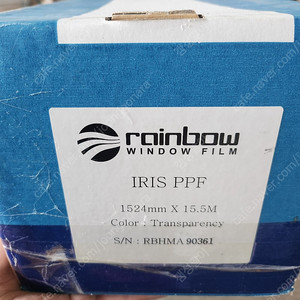 rainbow
WINDOW FILM
IRIS PPF
1524mm X 15.5M
Color : Transparency
S/N : RBHMA 90361